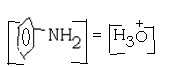 [⌬-NH₂] = [H₃O⁺]